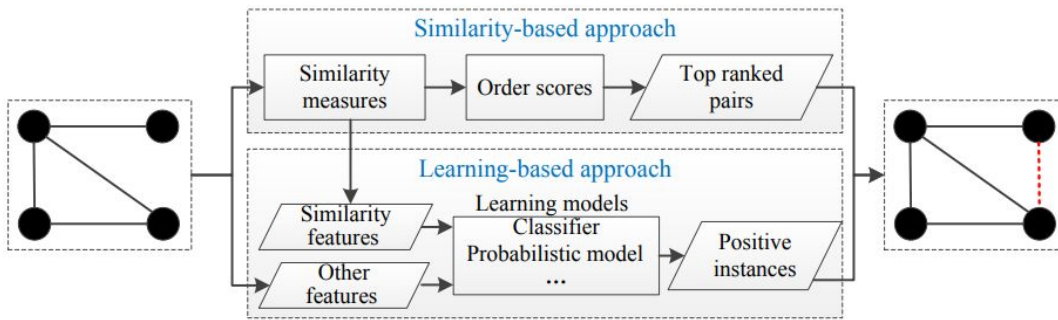 Similarity-based approach
Similarity
measures
Order scores
Top ranked
pairs
Learning-based approach
Similarity
features
Other
features
Learning models
Classifier
Probabilistic model
...
Positive
instances